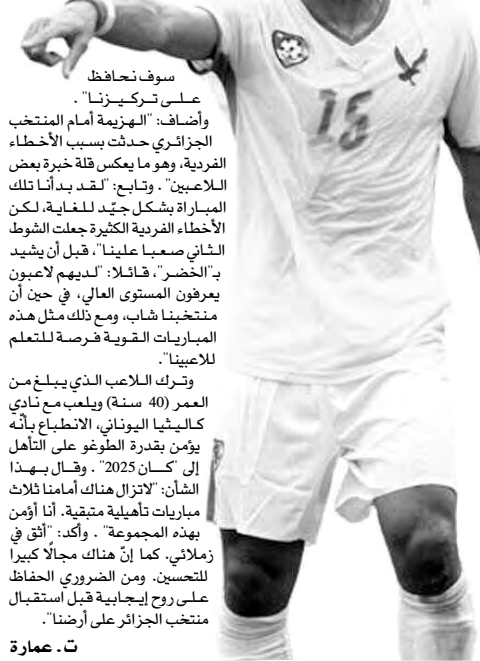 سوف نحافظ
على تركيزنا" .
وأضاف: "الهزيمة أمام المنتخب
الجزائري حدثت بسبب الأخطاء
الفردية، وهو ما يعكس قلة خبرة بعض
اللاعبين" . وتابع: "لقد بدأنا تلك
المباراة بشكل جيّد للغاية، لكن
الأخطاء الفردية الكثيرة جعلت الشوط
الثاني صعبا علينا"، قبل أن يشيد
بـ"الخضر"، قائلا: "لديهم لاعبون
يعرفون المستوى العالي، في حين أن
منتخبنا شاب، ومع ذلك مثل هذه
المباريات القوية فرصة للتعلم
للاعبينا".
وترك اللاعب الذي يبلغ من
العمر (40 سنة) ويلعب مع نادي
كاليثيا اليوناني، الانطباع بأنّه
يؤمن بقدرة الطوغو على التأهل
إلى "كان 2025" . وقال بهذا
الشأن: "لاتزال هناك أمامنا ثلاث
مباريات تأهيلية متبقية. أنا أؤمن
بهذه المجموعة" . وأكد: "أثق في
زملائي. كما إنّ هناك مجالًا كبيرا
للتحسين. ومن الضروري الحفاظ
على روح إيجابية قبل استقبال
منتخب الجزائر على أرضنا".
ت. عمارة
15